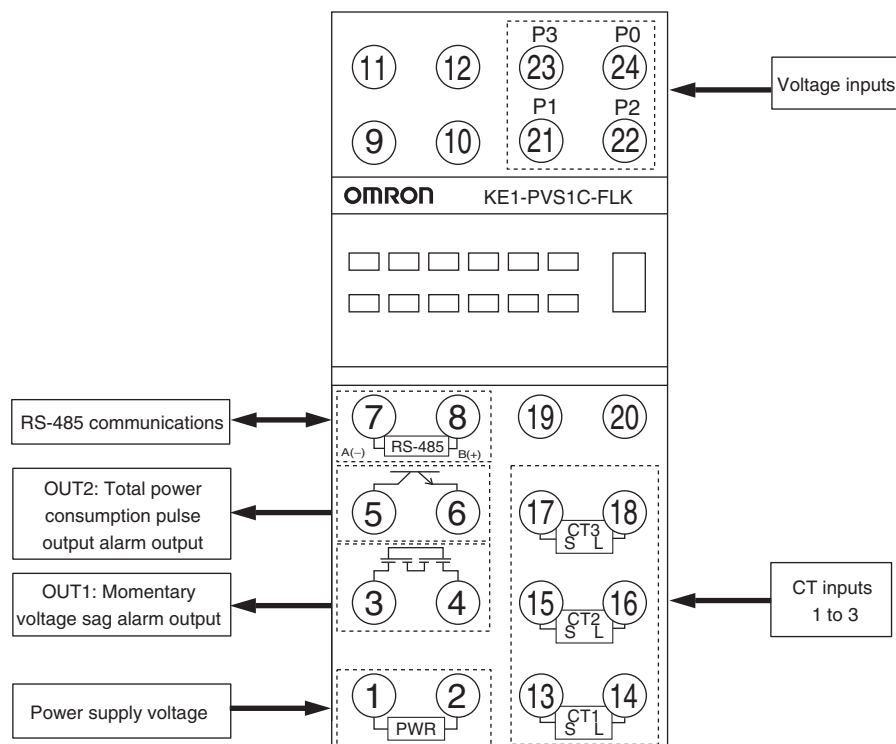 P3 P0
11 12 23 24
Voltage inputs
P1 P2
9 10 21 22
OMRON KE1-PVS1C-FLK
RS-485 communications
7 8 19 20
A(−) RS-485 B(+)
OUT2: Total power
consumption pulse
output alarm output
5 6 17 18
CT3
S L
OUT1: Momentary
voltage sag alarm output
3 4 15 16
CT2
S L
CT inputs
1 to 3
Power supply voltage
1 2 13 14
PWR CT1
S L